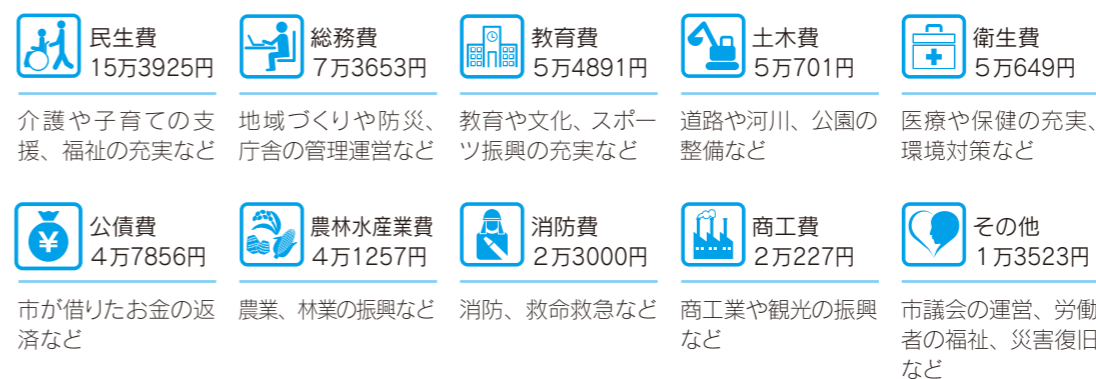 民生費
15万3925円
介護や子育ての支
援、福祉の充実など
総務費
7万3653円
地域づくりや防災、
庁舎の管理運営など
教育費
5万4891円
教育や文化、スポー
ツ振興の充実など
土木費
5万701円
道路や河川、公園の
整備など
衛生費
5万649円
医療や保健の充実、
環境対策など
公債費
4万7856円
市が借りたお金の返
済など
農林水産業費
4万1257円
農業、林業の振興など
消防費
2万3000円
消防、救命救急など
商工費
2万227円
商工業や観光の振興
など
その他
1万3523円
市議会の運営、労働
者の福祉、災害復旧
など